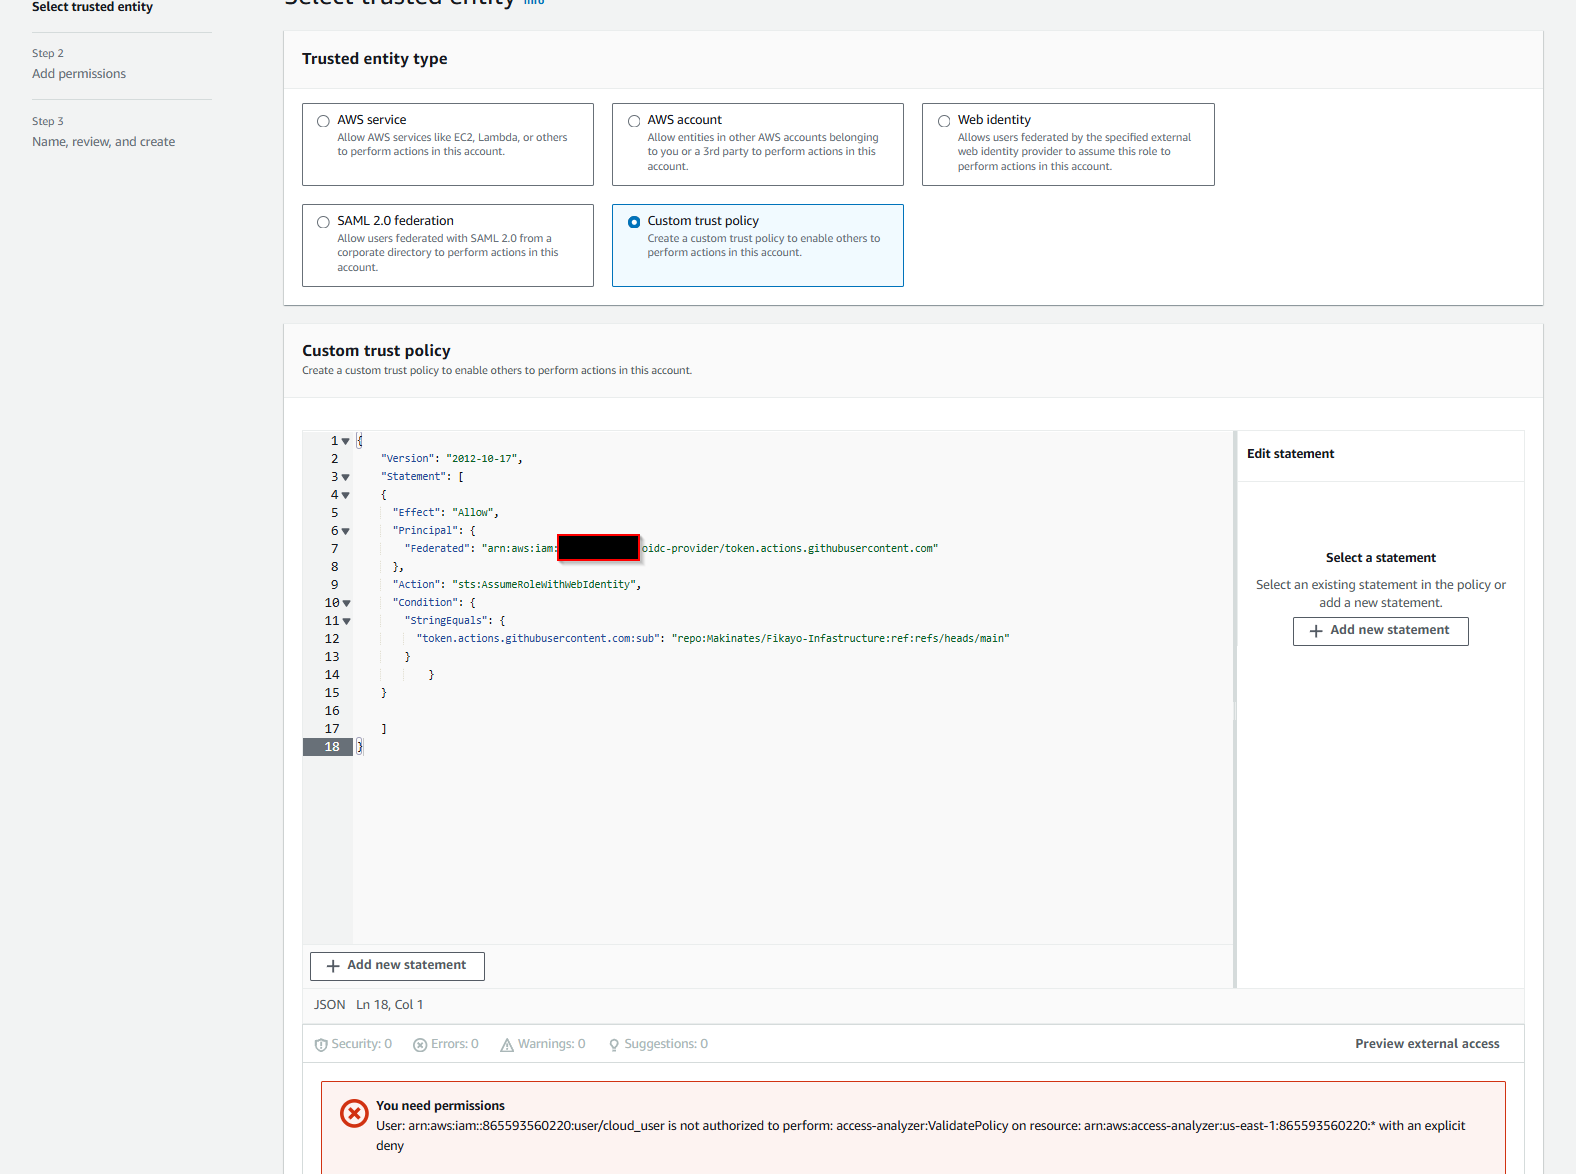 Select trusted entity
Select trusted entity Info
Step 2
Add permissions
Step 3
Name, review, and create
Trusted entity type
AWS service
Allow AWS services like EC2, Lambda, or others
to perform actions in this account.
AWS account
Allow entities in other AWS accounts belonging
to you or a 3rd party to perform actions in this
account.
Web identity
Allows users federated by the specified external
web identity provider to assume this role to
perform actions in this account.
SAML 2.0 federation
Allow users federated with SAML 2.0 from a
corporate directory to perform actions in this
account.
Custom trust policy
Create a custom trust policy to enable others to
perform actions in this account.
Custom trust policy
Create a custom trust policy to enable others to perform actions in this account.
1 {
2 "Version": "2012-10-17",
3 "Statement": [
4 {
5 "Effect": "Allow",
6 "Principal": {
7 "Federated": "arn:aws:iam: oidc-provider/token.actions.githubusercontent.com"
8 },
9 "Action": "sts:AssumeRoleWithWebIdentity",
10 "Condition": {
11 "StringEquals": {
12 "token.actions.githubusercontent.com:sub": "repo:Makinates/Fikayo-Infastructure:ref:refs/heads/main"
13 }
14 }
15 }
16
17 ]
18 }
Edit statement
Select a statement
Select an existing statement in the policy or
add a new statement.
+ Add new statement
+ Add new statement
JSON Ln 18, Col 1
Security: 0 Errors: 0 Warnings: 0 Suggestions: 0
Preview external access
You need permissions
User: arn:aws:iam::865593560220:user/cloud_user is not authorized to perform: access-analyzer:ValidatePolicy on resource: arn:aws:access-analyzer:us-east-1:865593560220:* with an explicit
deny